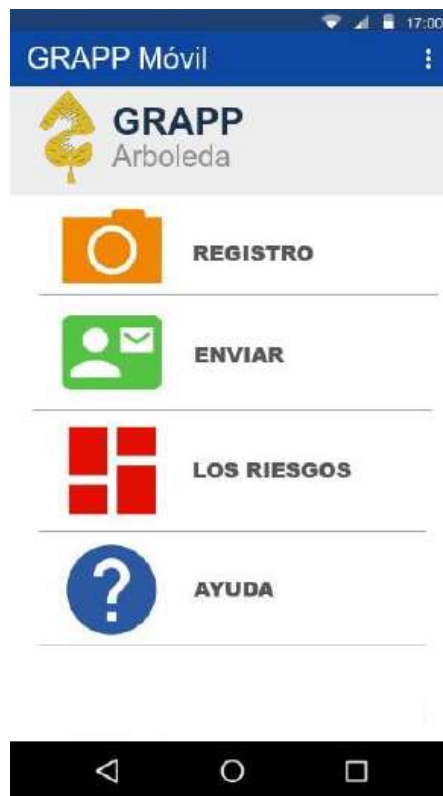 17:00
GRAPP Móvil
GRAPP
Arboleda
REGISTRO
ENVIAR
LOS RIESGOS
AYUDA